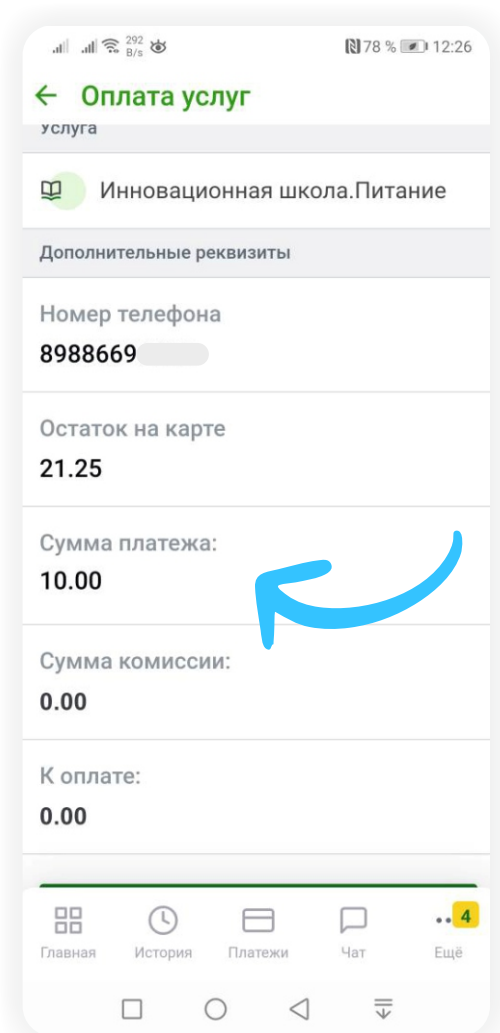 292
B/s
78 %
12:26
Оплата услуг
Услуга
Инновационная школа.Питание
Дополнительные реквизиты
Номер телефона
8988669
Остаток на карте
21.25
Сумма платежа:
10.00
Сумма комиссии:
0.00
К оплате:
0.00
4
Главная История Платежи Чат Ещё